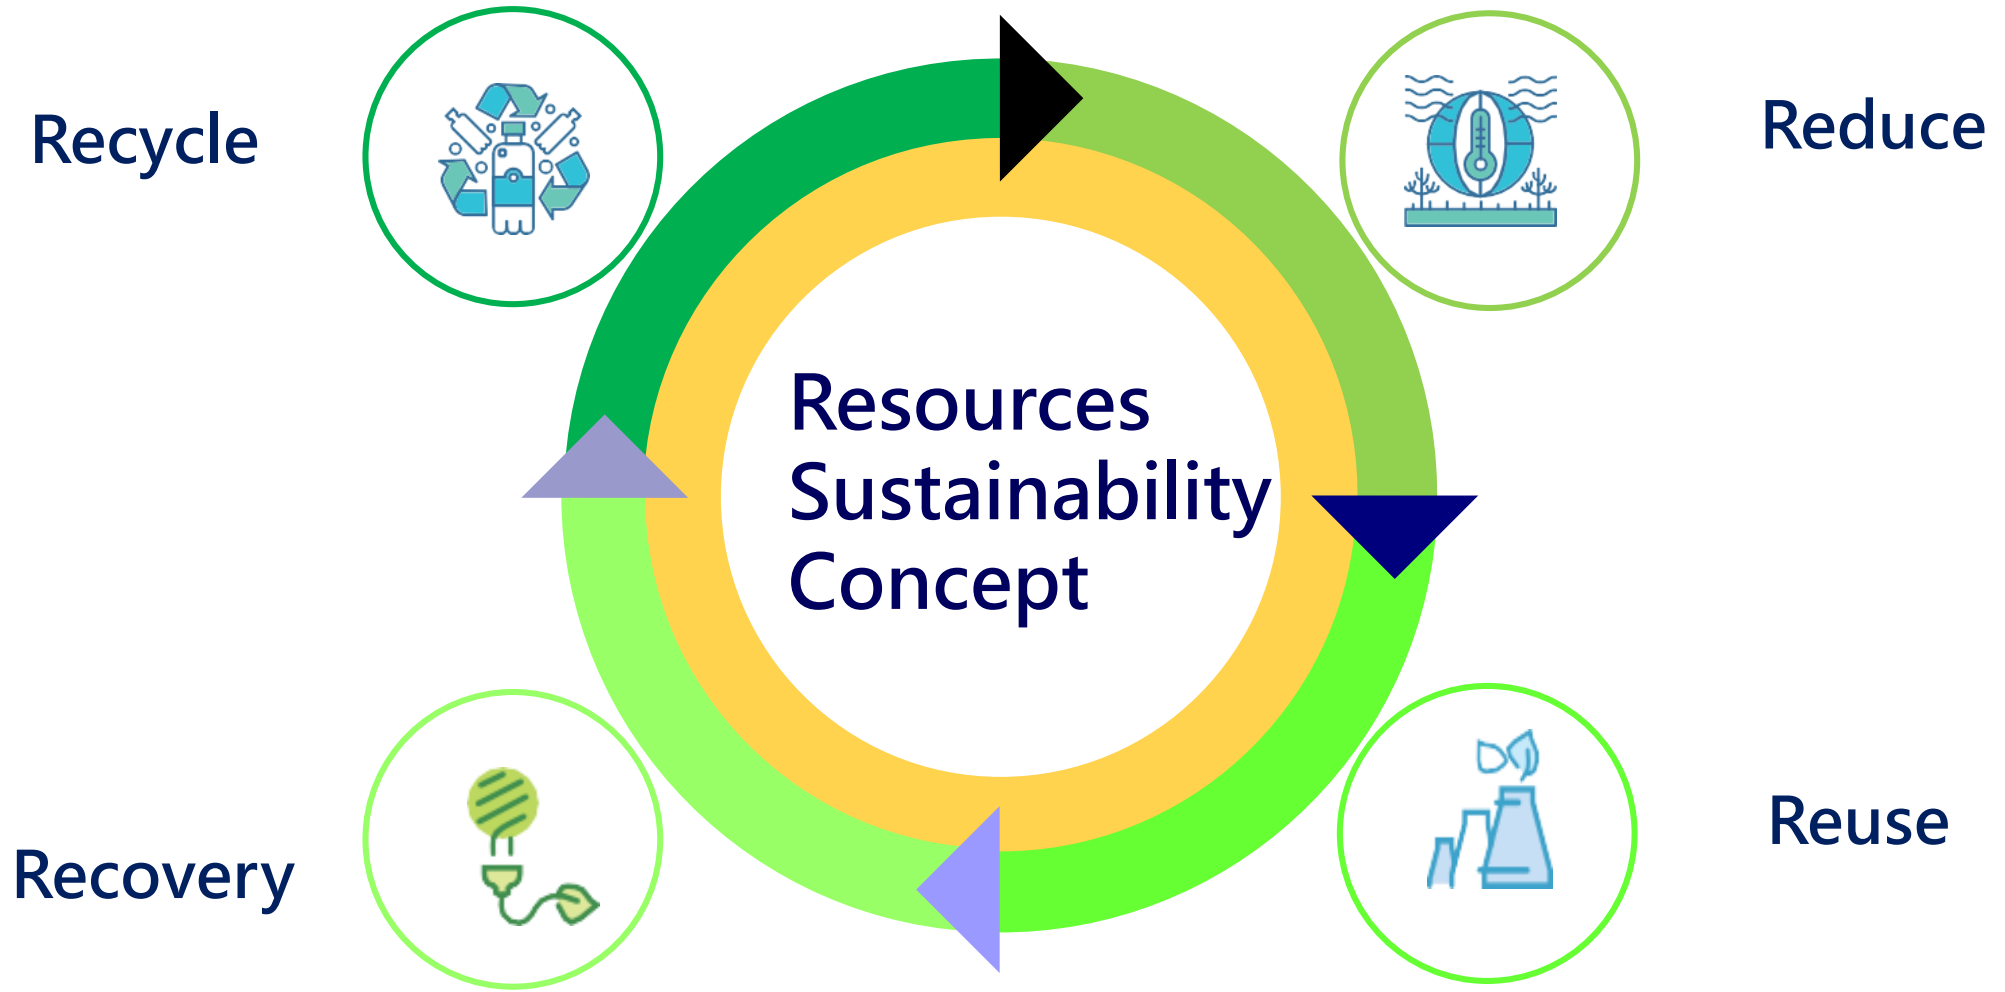 Recycle
Reduce
Resources
Sustainability
Concept
Recovery
Reuse